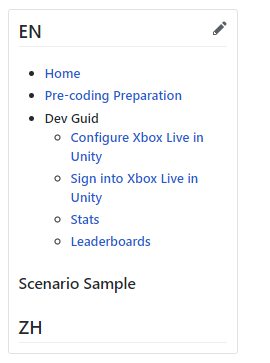 EN
Home
Pre-coding Preparation
Dev Guid
Configure Xbox Live in
Unity
Sign into Xbox Live in
Unity
Stats
Leaderboards
Scenario Sample
ZH